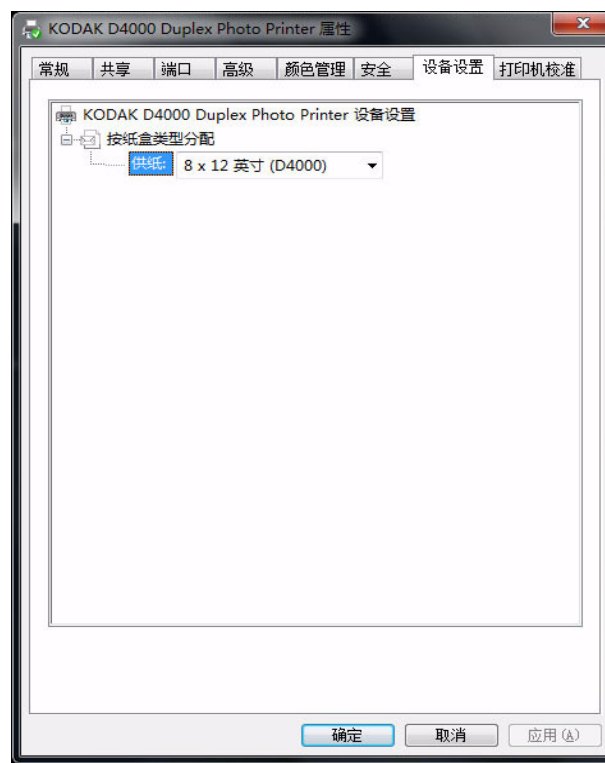 KODAK D4000 Duplex Photo Printer 属性
常规 共享 端口 高级 颜色管理 安全 设备设置 打印机校准
KODAK D4000 Duplex Photo Printer 设备设置
按纸盒类型分配
供纸: 8 x 12 英寸 (D4000)
确定 取消 应用(A)